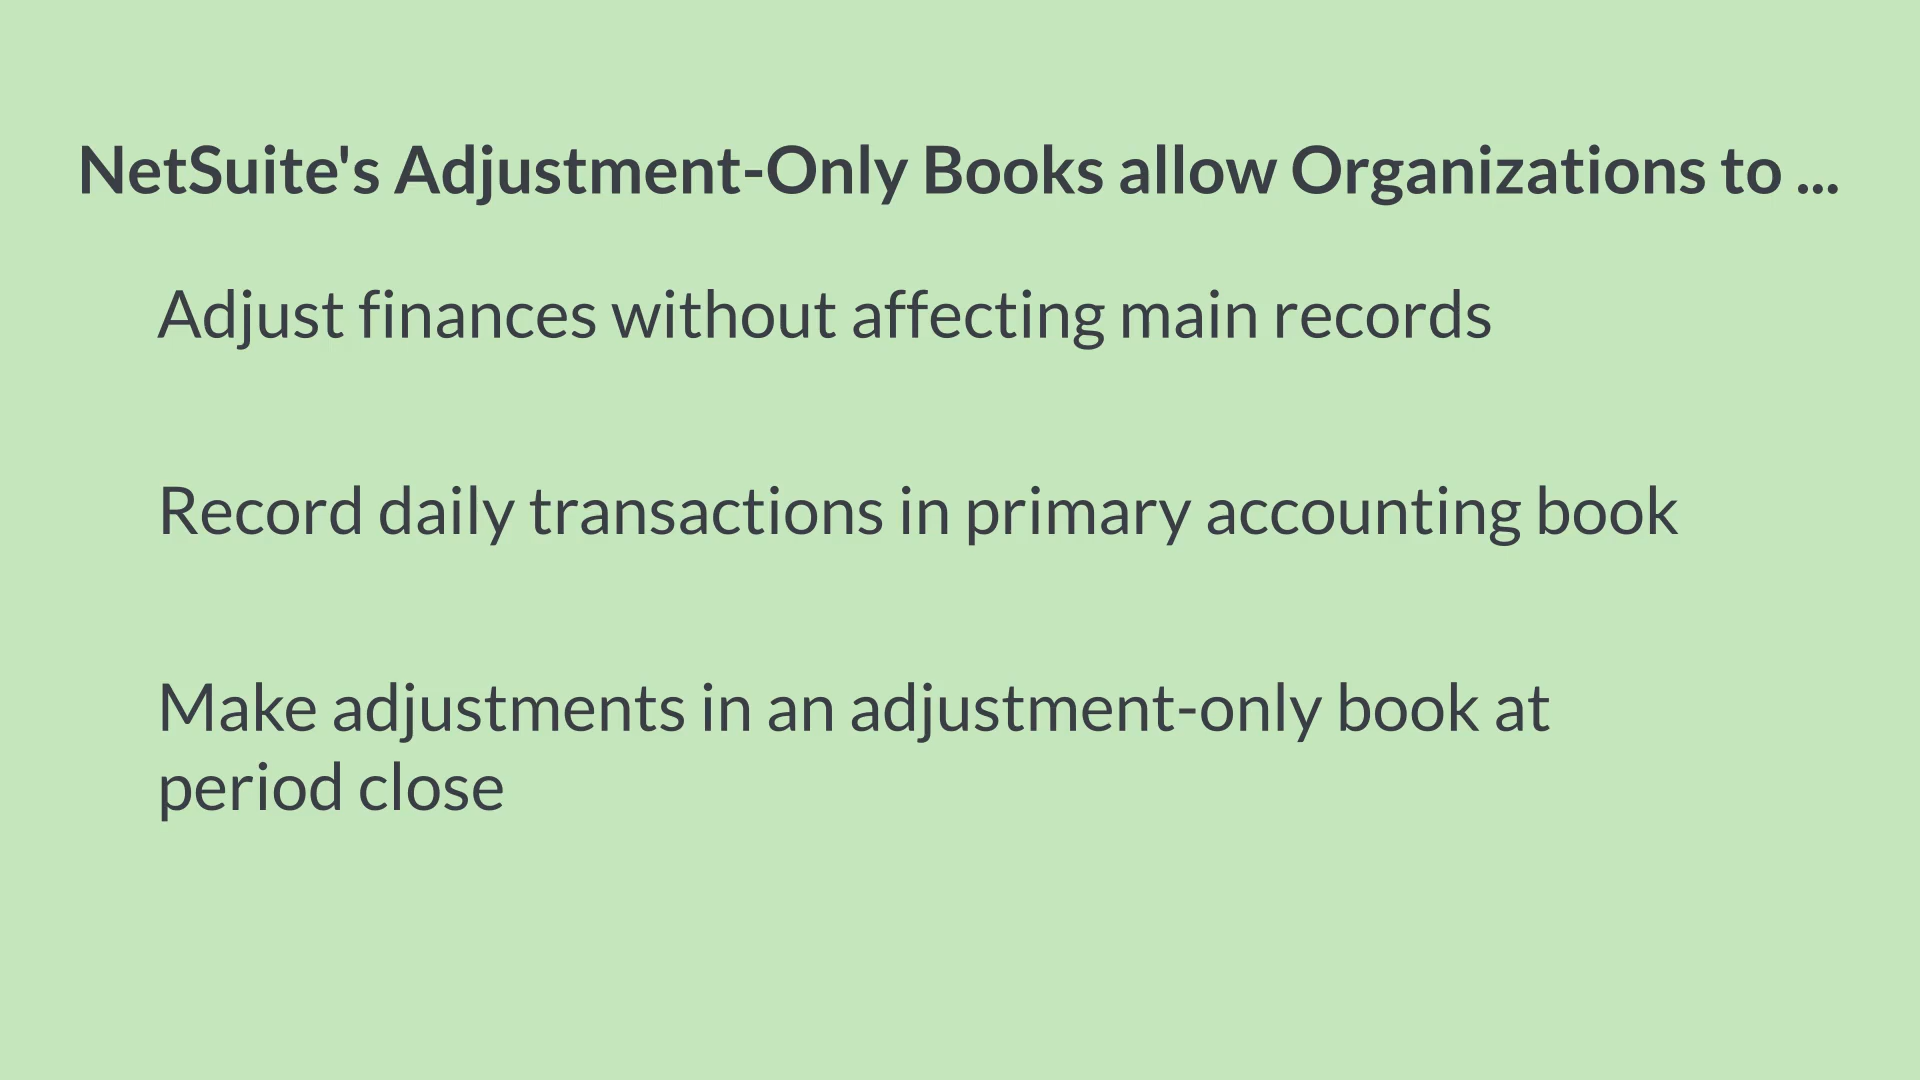 NetSuite's Adjustment-Only Books allow Organizations to ...
Adjust finances without affecting main records
Record daily transactions in primary accounting book
Make adjustments in an adjustment-only book at
period close